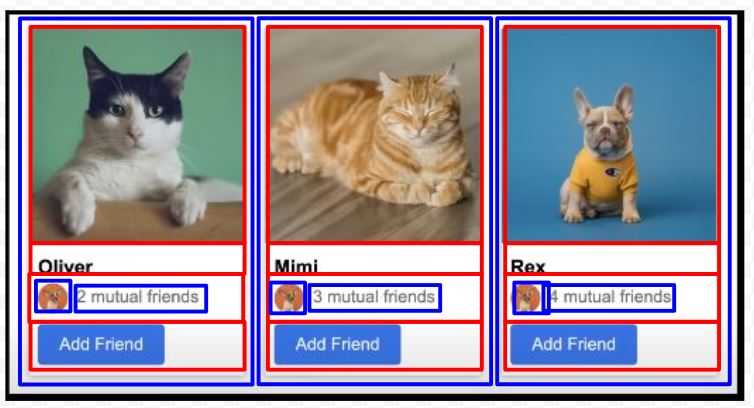 Oliver
2 mutual friends
Add Friend
Mimi
3 mutual friends
Add Friend
Rex
4 mutual friends
Add Friend